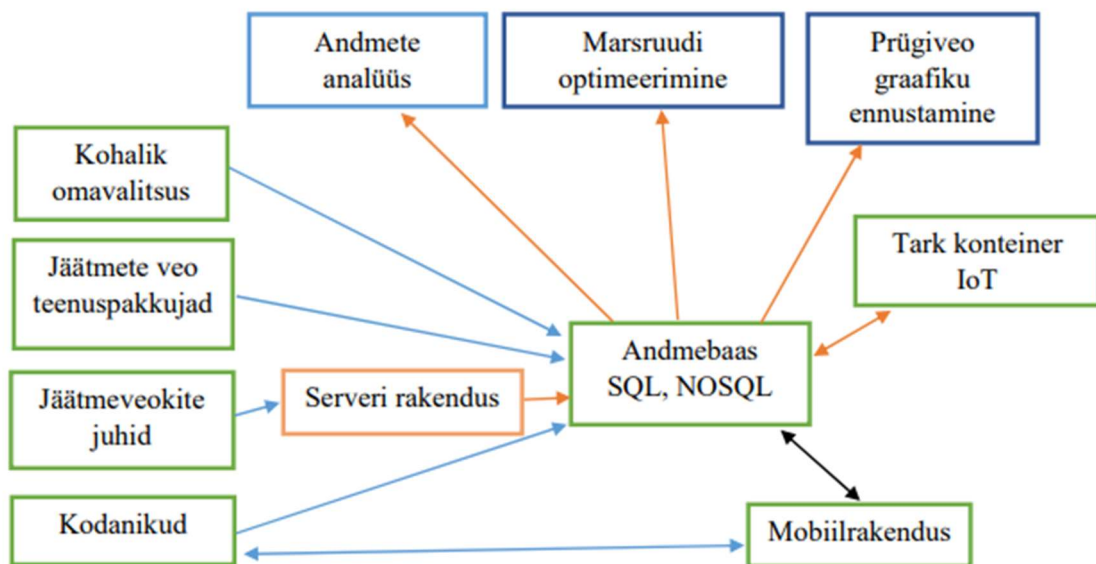 Andmete
analüüs
Marsruudi
optimeerimine
Prügiveo
graafiku
ennustamine
Kohalik
omavalitsus
Tark konteiner
IoT
Jäätmete veo
teenuspakkujad
Andmebaas
SQL, NOSQL
Jäätmeveokite
juhid
Serveri rakendus
Kodanikud
Mobiilrakendus